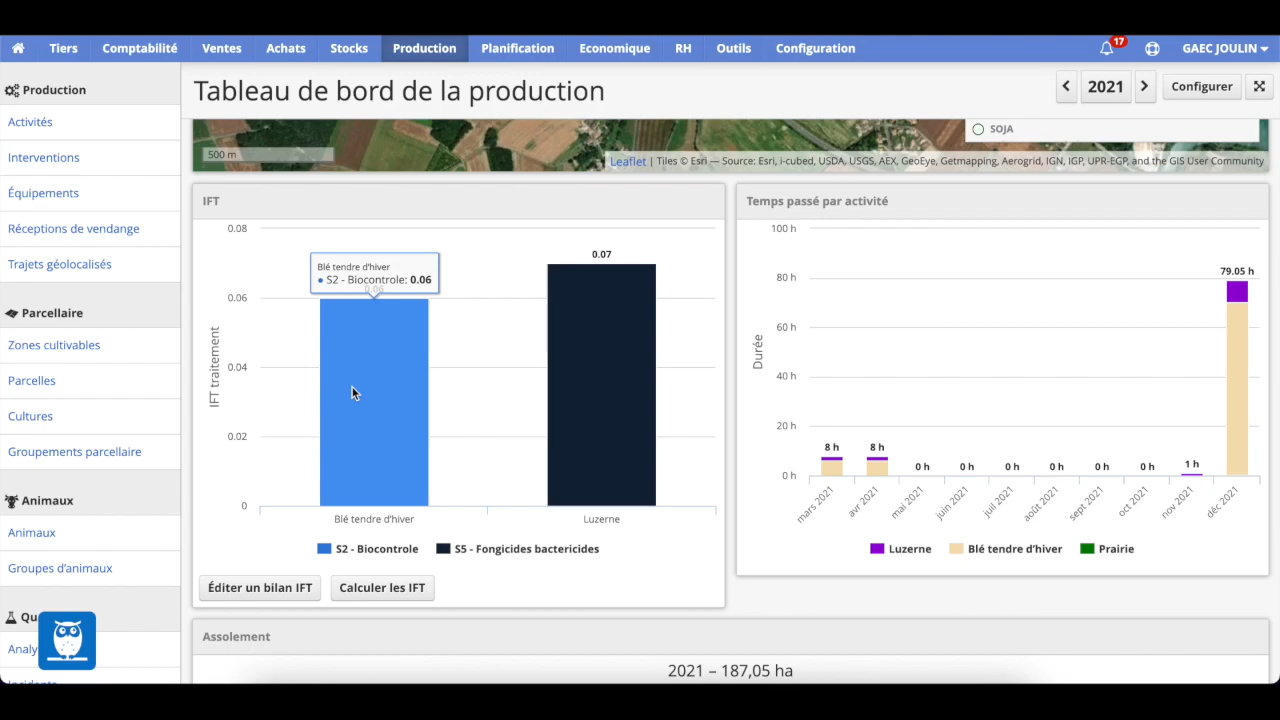 Tiers Comptabilité Ventes Achats Stocks Production Planification Economique RH Outils Configuration 17 GAEC JOULIN
Production
Activités
Interventions
Équipements
Réceptions de vendange
Trajets géolocalisés
Parcellaire
Zones cultivables
Parcelles
Cultures
Groupements parcellaire
Animaux
Animaux
Groupes d'animaux
Qu
Analy
Tableau de bord de la production
2021
Configurer
SOJA
500 m
Leaflet | Tiles © Esri — Source: Esri, i-cubed, USDA, USGS, AEX, GeoEye, Getmapping, Aerogrid, IGN, IGP, UPR-EGP, and the GIS User Community
IFT
0.08
0.06
0.04
0.02
0
IFT traitement
Blé tendre d'hiver
S2 - Biocontrole: 0.06
0.06
0.07
Blé tendre d'hiver
Luzerne
S2 - Biocontrole
S5 - Fongicides bactericides
Éditer un bilan IFT
Calculer les IFT
Temps passé par activité
100 h
80 h
60 h
40 h
20 h
0 h
Durée
8 h
8 h
0 h
0 h
0 h
0 h
0 h
0 h
1 h
79.05 h
mars 2021
avr 2021
mai 2021
juin 2021
juil 2021
août 2021
sept 2021
oct 2021
nov 2021
déc 2021
Luzerne
Blé tendre d'hiver
Prairie
Assolement
2021 – 187,05 ha